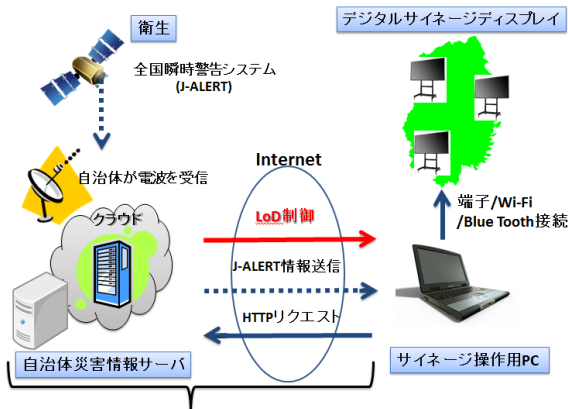 衛生
デジタルサイネージディスプレイ
全国瞬時警告システム
(J-ALERT)
自治体が電波を受信
Internet
端子/Wi-Fi
/Blue Tooth接続
クラウド
LoD制御
J-ALERT情報送信
HTTPリクエスト
自治体災害情報サーバ
サイネージ操作用PC